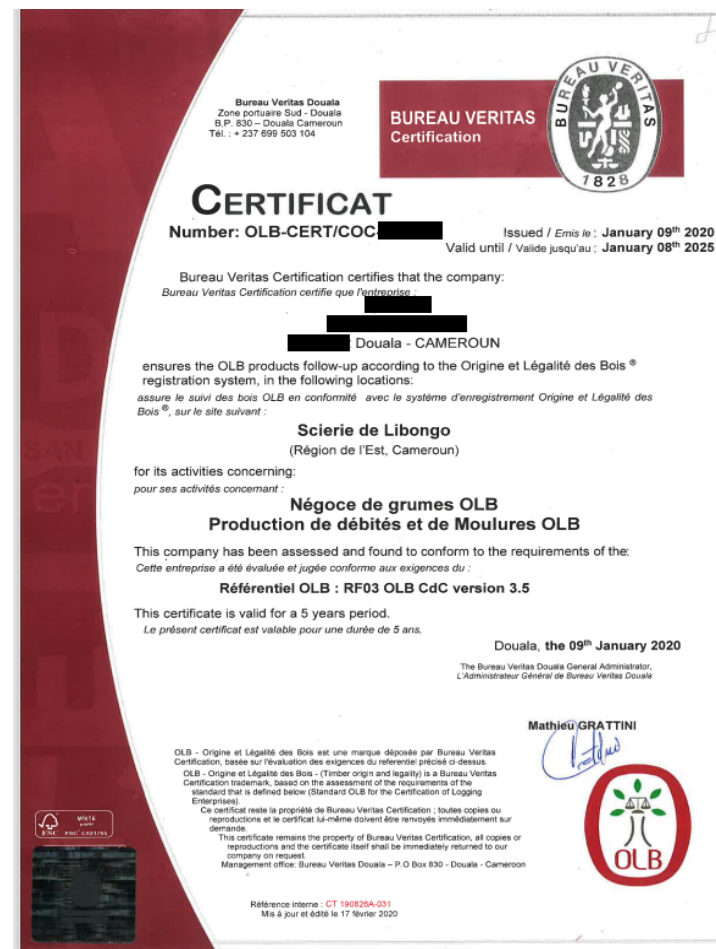 Bureau Veritas Douala
Zone portuaire Sud - Douala
B.P. 830 – Douala Cameroun
Tél. : + 237 699 503 104
BUREAU VERITAS
Certification
BUREAU VERITAS
1828
CERTIFICAT
Number: OLB-CERT/COC-
Issued / Emis le : January 09th 2020
Valid until / Valide jusqu'au : January 08th 2025
Bureau Veritas Certification certifies that the company:
Bureau Veritas Certification certifie que l'entreprise :
Douala - CAMEROUN
ensures the OLB products follow-up according to the Origine et Légalité des Bois ®
registration system, in the following locations:
assure le suivi des bois OLB en conformité avec le système d'enregistrement Origine et Légalité des
Bois ®, sur le site suivant :
Scierie de Libongo
(Région de l'Est, Cameroun)
for its activities concerning:
pour ses activités concernant :
Négoce de grumes OLB
Production de débités et de Moulures OLB
This company has been assessed and found to conform to the requirements of the:
Cette entreprise a été évaluée et jugée conforme aux exigences du :
Référentiel OLB : RF03 OLB CdC version 3.5
This certificate is valid for a 5 years period.
Le présent certificat est valable pour une durée de 5 ans.
Douala, the 09th January 2020
The Bureau Veritas Douala General Administrator,
L'Administrateur Général de Bureau Veritas Douala
Mathieu GRATTINI
OLB - Origine et Légalité des Bois est une marque déposée par Bureau Veritas
Certification, basée sur l'évaluation des exigences du referentiel précisé ci-dessus.
OLB - Origine et Légalité des Bois - (Timber origin and legality) is a Bureau Veritas
Certification trademark, based on the assessment of the requirements of the
standard that is defined below (Standard OLB for the Certification of Logging
Enterprises).
Ce certificat reste la propriété de Bureau Veritas Certification ; toutes copies ou
reproductions et le certificat lui-même doivent être renvoyés immédiatement sur
demande.
This certificate remains the property of Bureau Veritas Certification, all copies or
reproductions and the certificate itself shall be immediately returned to our
company on request.
Management office: Bureau Veritas Douala – P.O Box 830 - Douala - Cameroon
OLB
FSC
MIXTE
Référence interne : CT 190826A-031
Mis à jour et édité le 17 février 2020